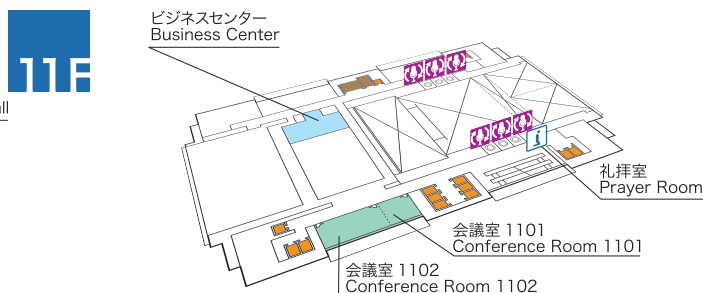 11F
ll
ビジネスセンター
Business Center
i
礼拝室
Prayer Room
会議室 1101
Conference Room 1101
会議室 1102
Conference Room 1102